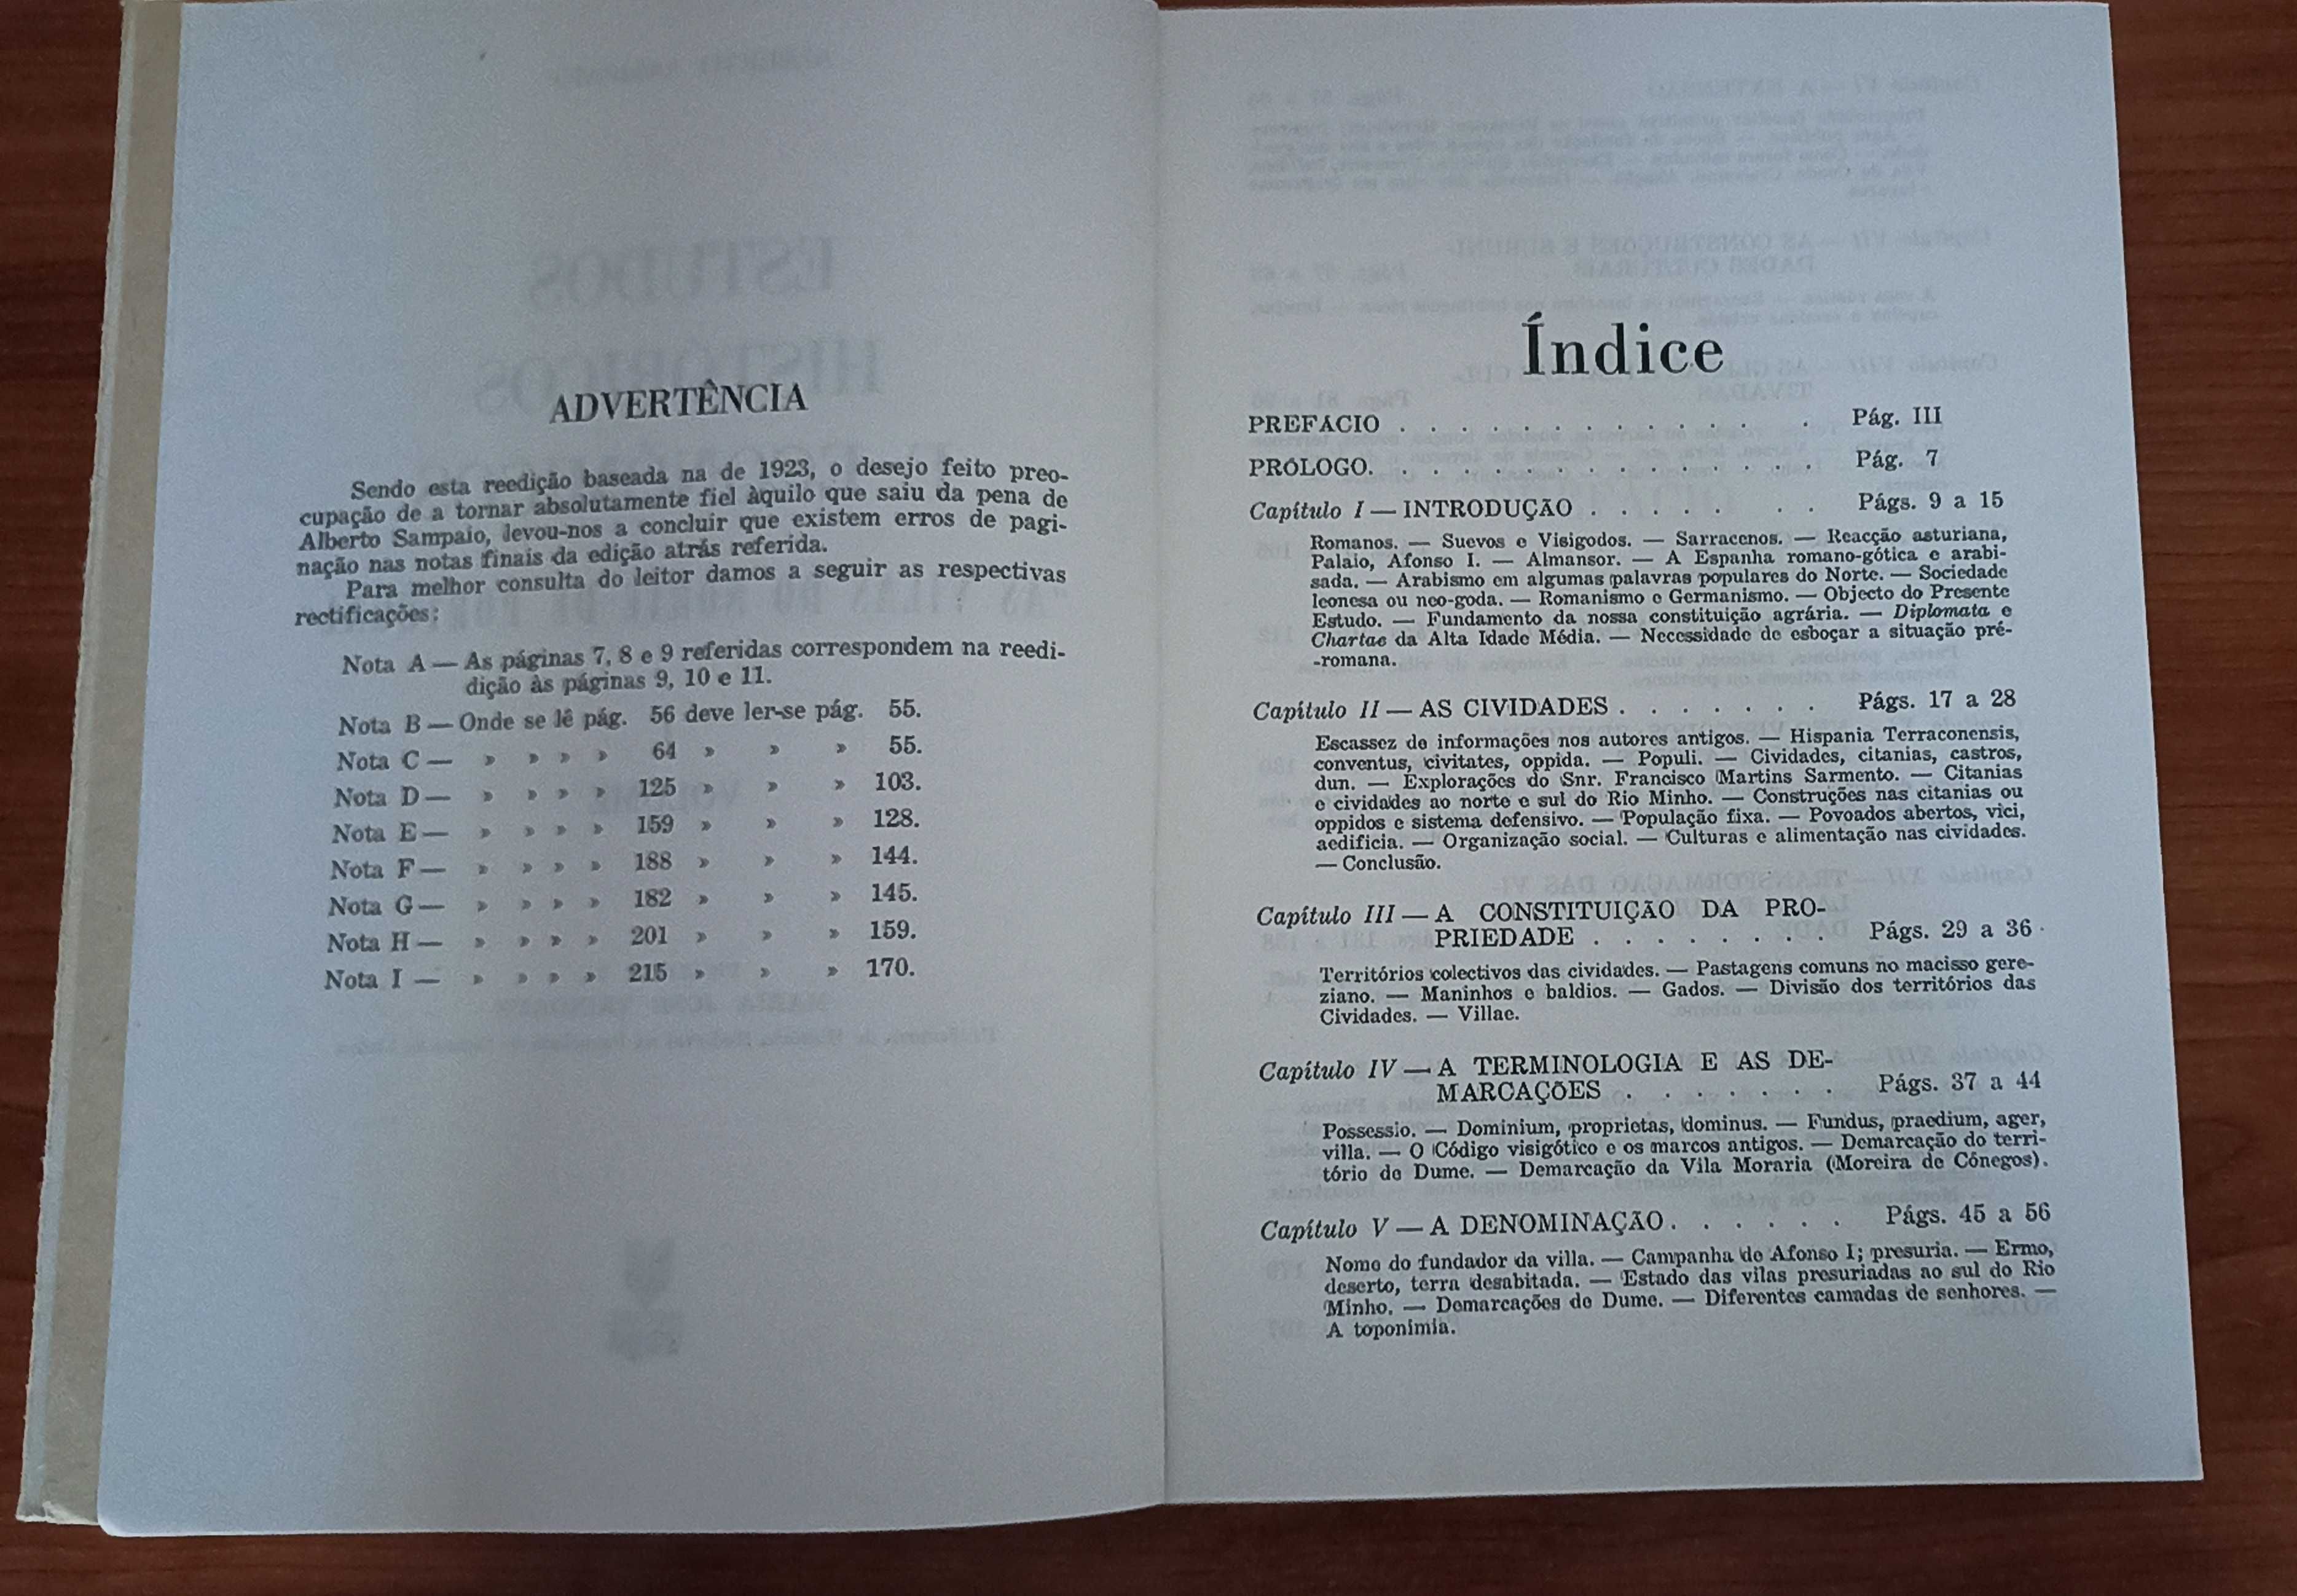 ADVERTÊNCIA
Sendo esta reedição baseada na de 1923, o desejo feito preo-
cupação de a tornar absolutamente fiel àquilo que saiu da pena de
Alberto Sampaio, levou-nos a concluir que existem erros de pagi-
nação nas notas finais da edição atrás referida.
Para melhor consulta do leitor damos a seguir as respectivas
rectificações:
Nota A — As páginas 7, 8 e 9 referidas correspondem na reedi-
dição às páginas 9, 10 e 11.
Nota B — Onde se lê pág. 56 deve ler-se pág. 55.
Nota C — » » » » 64 » » » 55.
Nota D — » » » » 125 » » » 103.
Nota E — » » » » 159 » » » 128.
Nota F — » » » » 188 » » » 144.
Nota G — » » » » 182 » » » 145.
Nota H — » » » » 201 » » » 159.
Nota I — » » » » 215 » » » 170.
Índice
PREFÁCIO . . . . . . . . . . Pág. III
PRÓLOGO. . . . . . . . . . . Pág. 7
Capítulo I — INTRODUÇÃO . . . . . . . Págs. 9 a 15
Romanos. — Suevos e Visigodos. — Sarracenos. — Reacção asturiana,
Palaio, Afonso I. — Almansor. — A Espanha romano-gótica e arabi-
sada. — Arabismo em algumas palavras populares do Norte. — Sociedade
leonesa ou neo-goda. — Romanismo e Germanismo. — Objecto do Presente
Estudo. — Fundamento da nossa constituição agrária. — Diplomata e
Chartae da Alta Idade Média. — Necessidade de esboçar a situação pré-
-romana.
Capítulo II — AS CIVIDADES . . . . . . . Págs. 17 a 28
Escassez de informações nos autores antigos. — Hispania Terraconensis,
conventus, civitates, oppida. — Populi. — Cividades, citanias, castros,
dun. — Explorações do Snr. Francisco Martins Sarmento. — Citanias
e cividades ao norte e sul do Rio Minho. — Construções nas citanias ou
oppidos e sistema defensivo. — População fixa. — Povoados abertos, vici,
aedificia. — Organização social. — Culturas e alimentação nas cividades.
— Conclusão.
Capítulo III — A CONSTITUIÇÃO DA PRO-
PRIEDADE . . . . . . . . Págs. 29 a 36
Territórios colectivos das cividades. — Pastagens comuns no macisso gere-
ziano. — Maninhos e baldios. — Gados. — Divisão dos territórios das
Cividades. — Villae.
Capítulo IV — A TERMINOLOGIA E AS DE-
MARCAÇÕES . . . . . . Págs. 37 a 44
Possessio. — Dominium, proprietas, dominus. — Fundus, praedium, ager,
villa. — O Código visigótico e os marcos antigos. — Demarcação do terri-
tório de Dume. — Demarcação da Vila Moraria (Moreira de Cónegos).
Capítulo V — A DENOMINAÇÃO. . . . . . Págs. 45 a 56
Nome do fundador da villa. — Campanha de Afonso I; presuria. — Ermo,
deserto, terra desabitada. — Estado das vilas presuriadas ao sul do Rio
Minho. — Demarcações de Dume. — Diferentes camadas de senhores. —
A toponímia.